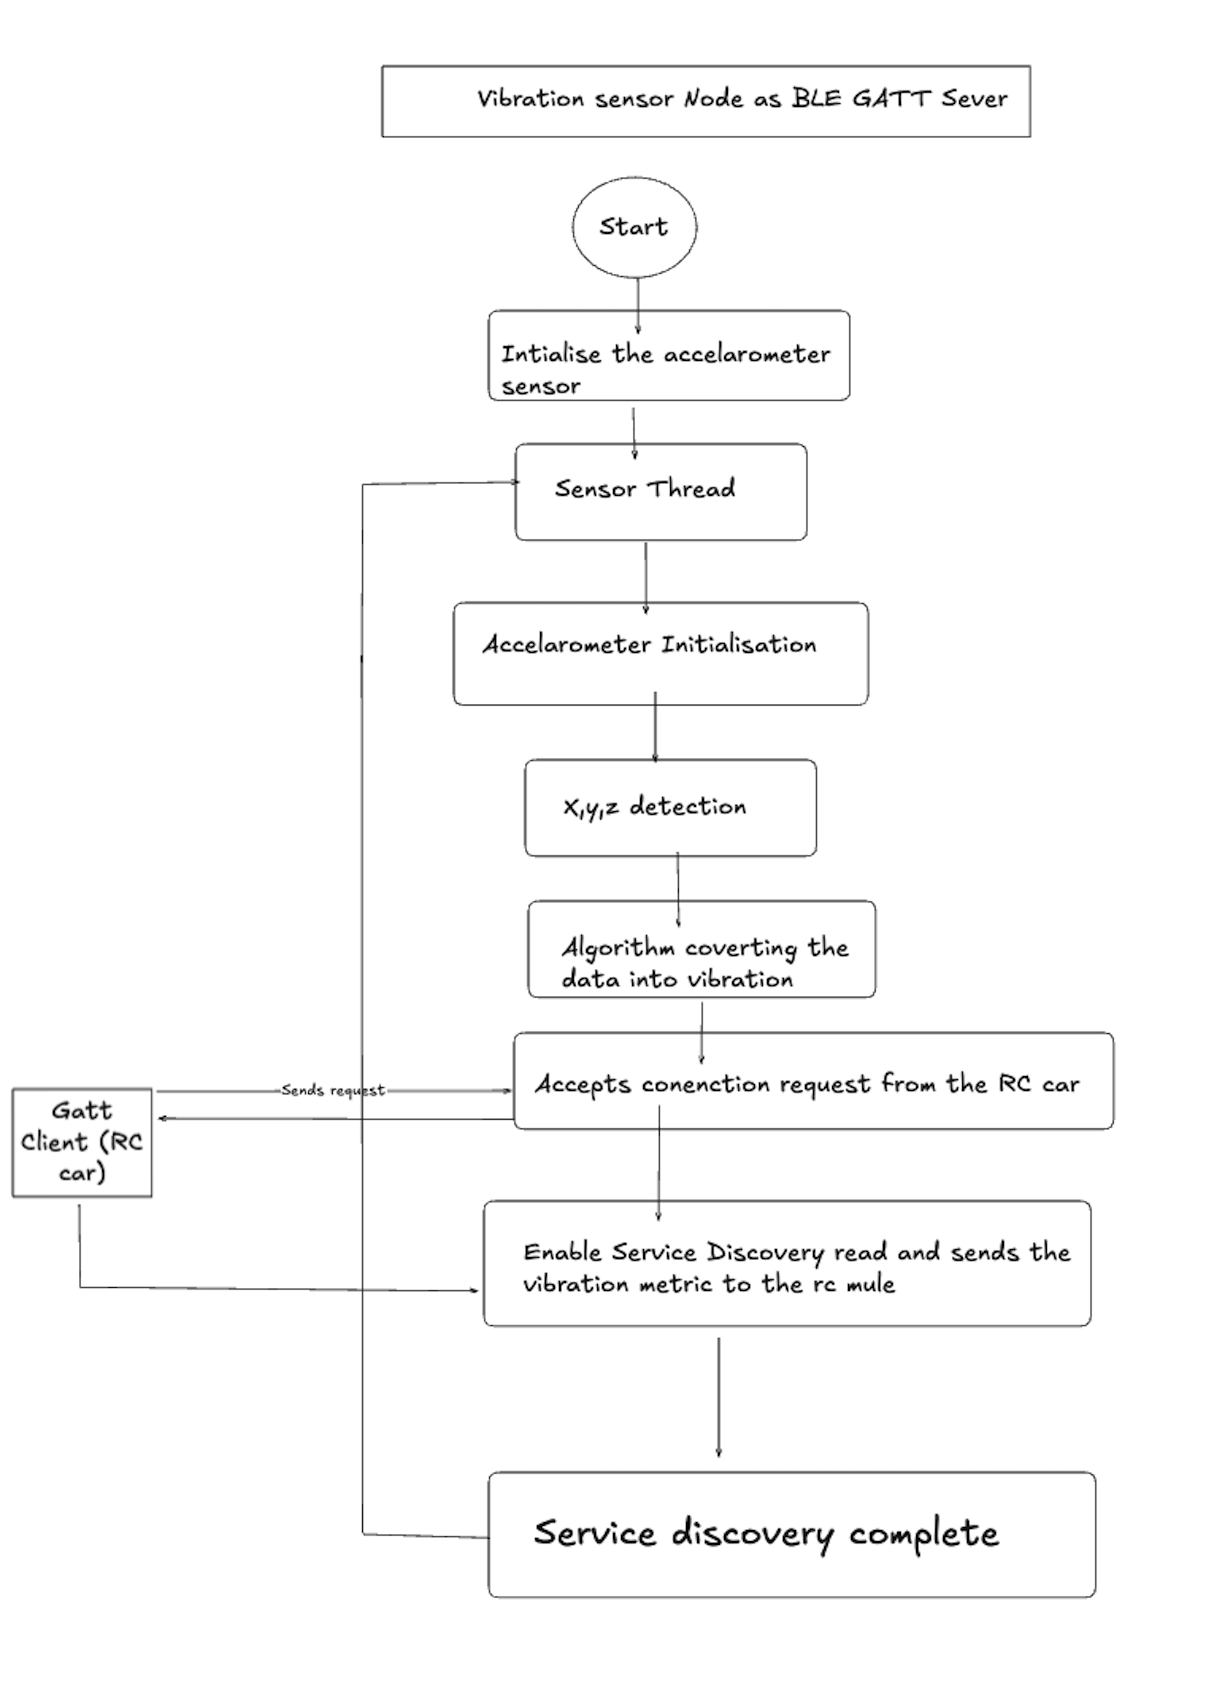 Vibration sensor Node as BLE GATT Sever
Start
Intialise the accelarometer
sensor
Sensor Thread
Accelarometer Initialisation
X,y,z detection
Algorithm coverting the
data into vibration
Accepts conenction request from the RC car
Sends request
Gatt
Client (RC
car)
Enable Service Discovery read and sends the
vibration metric to the rc mule
Service discovery complete